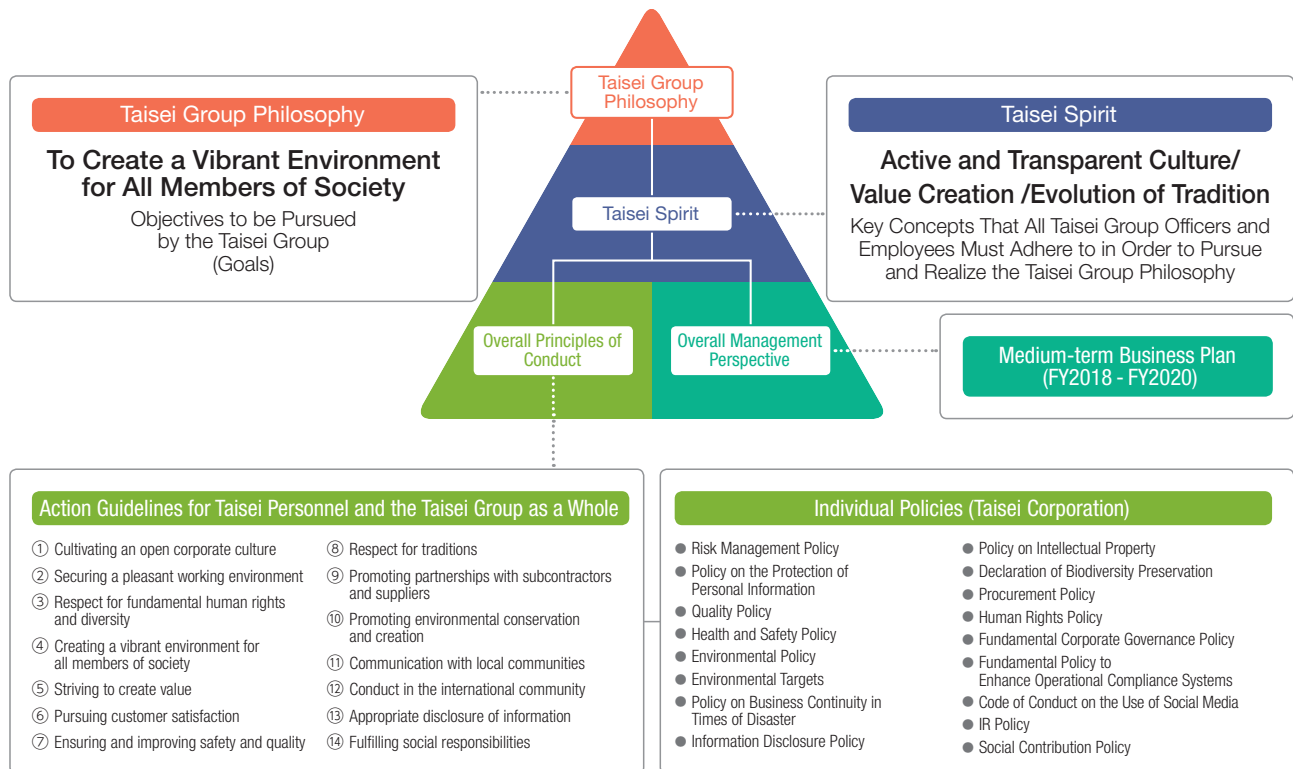 Taisei Group Philosophy
To Create a Vibrant Environment
for All Members of Society
Objectives to be Pursued
by the Taisei Group
(Goals)
Taisei Group
Philosophy
Taisei Spirit
Overall Principles of
Conduct
Overall Management
Perspective
Taisei Spirit
Active and Transparent Culture/
Value Creation /Evolution of Tradition
Key Concepts That All Taisei Group Officers and
Employees Must Adhere to in Order to Pursue
and Realize the Taisei Group Philosophy
Medium-term Business Plan
(FY2018 - FY2020)
Action Guidelines for Taisei Personnel and the Taisei Group as a Whole
① Cultivating an open corporate culture
② Securing a pleasant working environment
③ Respect for fundamental human rights
and diversity
④ Creating a vibrant environment for
all members of society
⑤ Striving to create value
⑥ Pursuing customer satisfaction
⑦ Ensuring and improving safety and quality
⑧ Respect for traditions
⑨ Promoting partnerships with subcontractors
and suppliers
⑩ Promoting environmental conservation
and creation
⑪ Communication with local communities
⑫ Conduct in the international community
⑬ Appropriate disclosure of information
⑭ Fulfilling social responsibilities
Individual Policies (Taisei Corporation)
● Risk Management Policy
● Policy on the Protection of
Personal Information
● Quality Policy
● Health and Safety Policy
● Environmental Policy
● Environmental Targets
● Policy on Business Continuity in
Times of Disaster
● Information Disclosure Policy
● Policy on Intellectual Property
● Declaration of Biodiversity Preservation
● Procurement Policy
● Human Rights Policy
● Fundamental Corporate Governance Policy
● Fundamental Policy to
Enhance Operational Compliance Systems
● Code of Conduct on the Use of Social Media
● IR Policy
● Social Contribution Policy